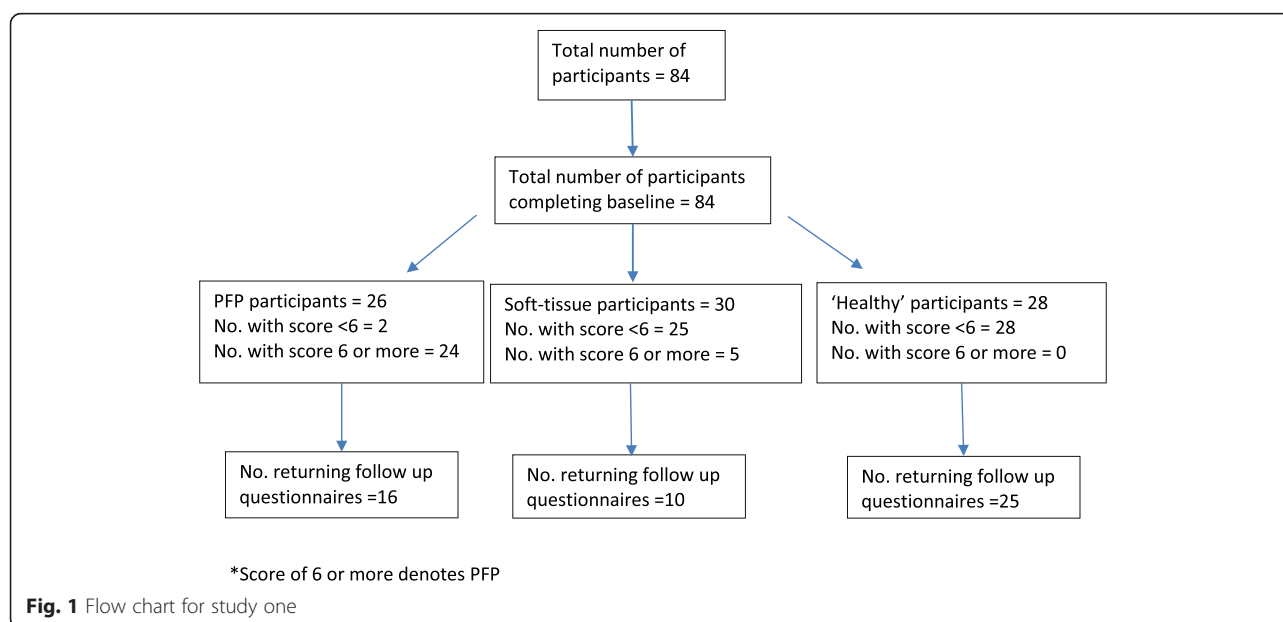 Total number of
participants = 84
Total number of participants
completing baseline = 84
PFP participants = 26
No. with score <6 = 2
No. with score 6 or more = 24
Soft-tissue participants = 30
No. with score <6 = 25
No. with score 6 or more = 5
‘Healthy’ participants = 28
No. with score <6 = 28
No. with score 6 or more = 0
No. returning follow up
questionnaires =16
No. returning follow up
questionnaires =10
No. returning follow up
questionnaires =25
*Score of 6 or more denotes PFP
Fig. 1 Flow chart for study one